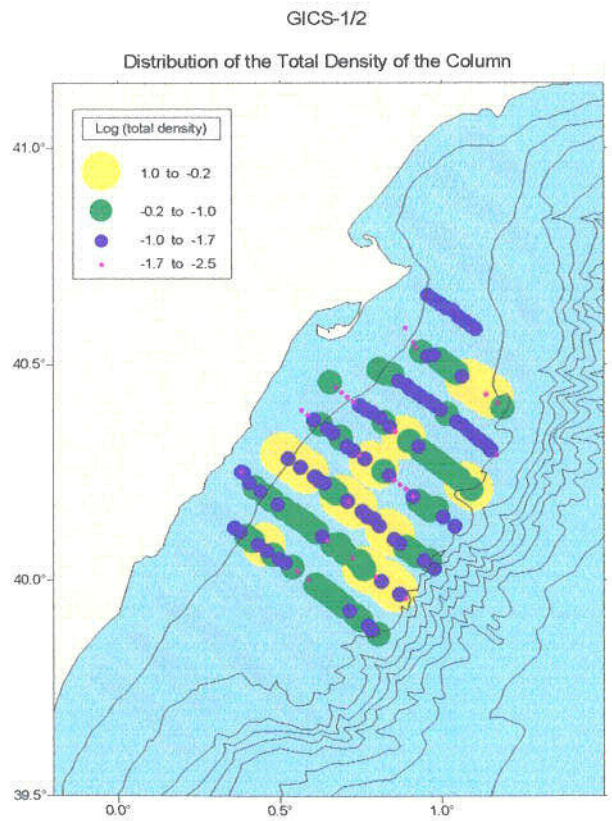 GICS-1/2
Distribution of the Total Density of the Column
Log (total density)
1.0 to -0.2
-0.2 to -1.0
-1.0 to -1.7
-1.7 to -2.5
41.0°
40.5°
40.0°
39.5°
0.0°
0.5°
1.0°